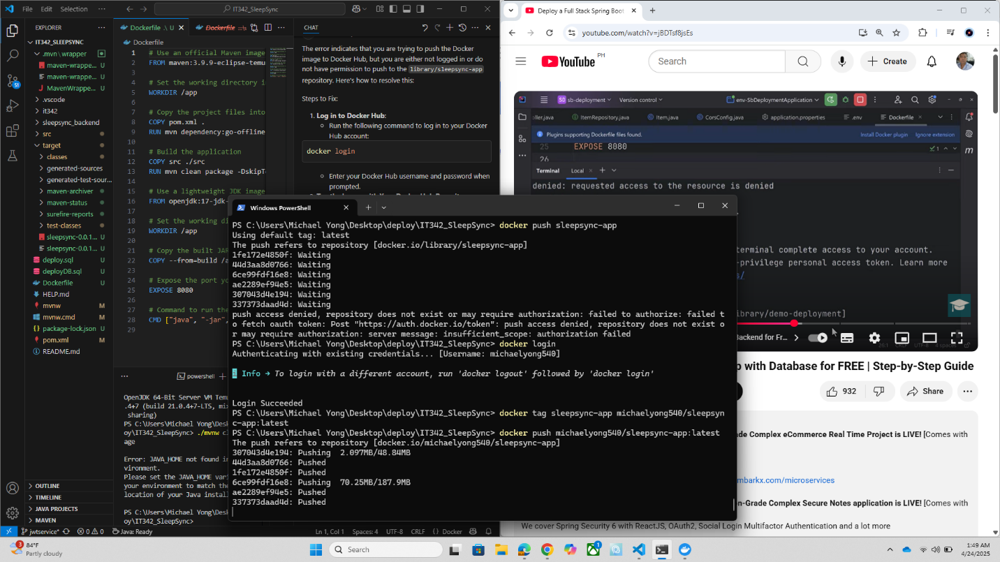 File Edit Selection ··· IT342_SleepSync
EXPLORER
IT342_SLEEPSYNC
.mvn\wrapper
maven-wrappe... U
maven-wrappe... U
MavenWrappe... U
.vscode
it342
sleepsync_backend
src
target
classes
generated-sources
generated-test-sour...
maven-archiver
maven-status
surefire-reports
test-classes
sleepsync-0.0.1... U
sleepsync-0.0.1... U
deploy.sql U
deployDB.sql U
Dockerfile U
HELP.md
mvnw M
mvnw.cmd M
package-lock.json U
pom.xml M
README.md
OUTLINE
TIMELINE
JAVA PROJECTS
MAVEN
Dockerfile .\ U
Dockerfile
Dockerfile
1 # Use an official Maven image
2 FROM maven:3.9.9-eclipse-temu
3
4 # Set the working directory i
5 WORKDIR /app
6
7 # Copy the project files into
8 COPY pom.xml .
9 RUN mvn dependency:go-offline
10
11 # Build the application
12 COPY src ./src
13 RUN mvn clean package -DskipT
14
15 # Use a lightweight JDK image
16 FROM openjdk:17-jdk-
17
18 # Set the working di
19 WORKDIR /app
20
21 # Copy the built JAR
22 COPY --from=build /a
23
24 # Expose the port yo
25 EXPOSE 8080
26
27 # Command to run the
28 CMD ["java", "-jar",
29
powershell
OpenJDK 64-Bit Server VM Tem
.4+7 (build 21.0.4+7-LTS, mix
sharing)
PS C:\Users\Michael Yong\Des
oy\IT342_SleepSync> ./mvnw c
age
Error: JAVA_HOME not found in
vironment.
Please set the JAVA_HOME var
your environment to match the
location of your Java install
PS C:\Users\Michael Yong\Des
oy\IT342_SleepSync>
CHAT
The error indicates that you are trying to push the Docker
image to Docker Hub, but you are either not logged in or do
not have permission to push to the library/sleepsync-app
repository. Here's how to resolve this:
Steps to Fix:
1. Log in to Docker Hub:
Run the following command to log in to your Docker
Hub account:
docker login
Enter your Docker Hub username and password when
prompted.
Windows PowerShell
PS C:\Users\Michael Yong\Desktop\deploy\IT342_SleepSync> docker push sleepsync-app
Using default tag: latest
The push refers to repository [docker.io/library/sleepsync-app]
1fe172e4850f: Waiting
44d3aa8d0766: Waiting
6ce99fdf16e8: Waiting
ae2289ef94e5: Waiting
307043d4e194: Waiting
337373daad4d: Waiting
push access denied, repository does not exist or may require authorization: failed to authorize: failed t
o fetch oauth token: Post "https://auth.docker.io/token": push access denied, repository does not exist o
r may require authorization: server message: insufficient_scope: authorization failed
PS C:\Users\Michael Yong\Desktop\deploy\IT342_SleepSync> docker login
Authenticating with existing credentials... [Username: michaelyong540]
i Info → To login with a different account, run 'docker logout' followed by 'docker login'
Login Succeeded
PS C:\Users\Michael Yong\Desktop\deploy\IT342_SleepSync> docker tag sleepsync-app michaelyong540/sleepsyn
c-app:latest
PS C:\Users\Michael Yong\Desktop\deploy\IT342_SleepSync> docker push michaelyong540/sleepsync-app:latest
The push refers to repository [docker.io/michaelyong540/sleepsync-app]
307043d4e194: Pushing 2.097MB/48.84MB
44d3aa8d0766: Pushed
1fe172e4850f: Pushed
6ce99fdf16e8: Pushing 70.25MB/187.9MB
ae2289ef94e5: Pushed
337373daad4d: Pushed
jwtservice* 0 0 Java: Ready Ln 1, Col 1 Spaces: 4 UTF-8 CRLF {} Docker
Deploy a Full Stack Spring Boot
youtube.com/watch?v=jBDTsf8jsEs
YouTube PH
Search
Create
SD sb-deployment Version control env-SbDeploymentApplication
oller.java ItemRepository.java Item.java CorsConfig.java application.properties .env Dockerfile
Plugins supporting Dockerfile files found. Install Docker plugin Ignore extension
25 EXPOSE 8080
26
Terminal Local
denied: requested access to the resource is denied
terminal complete access to your account.
-privilege personal access token. Learn more
s/
library/demo-deployment]
Backend for Fr...
p with Database for FREE | Step-by-Step Guide
932 Share
ade Complex eCommerce Real Time Project is LIVE! [Comes with
mbarkx.com/microservices
n-Grade Complex Secure Notes application is LIVE! [Comes with
We cover Spring Security 6 with ReactJS, OAuth2, Social Login Multifactor Authentication and a lot more
3 84°F
Partly cloudy
Search
1
1:49 AM
4/24/2025